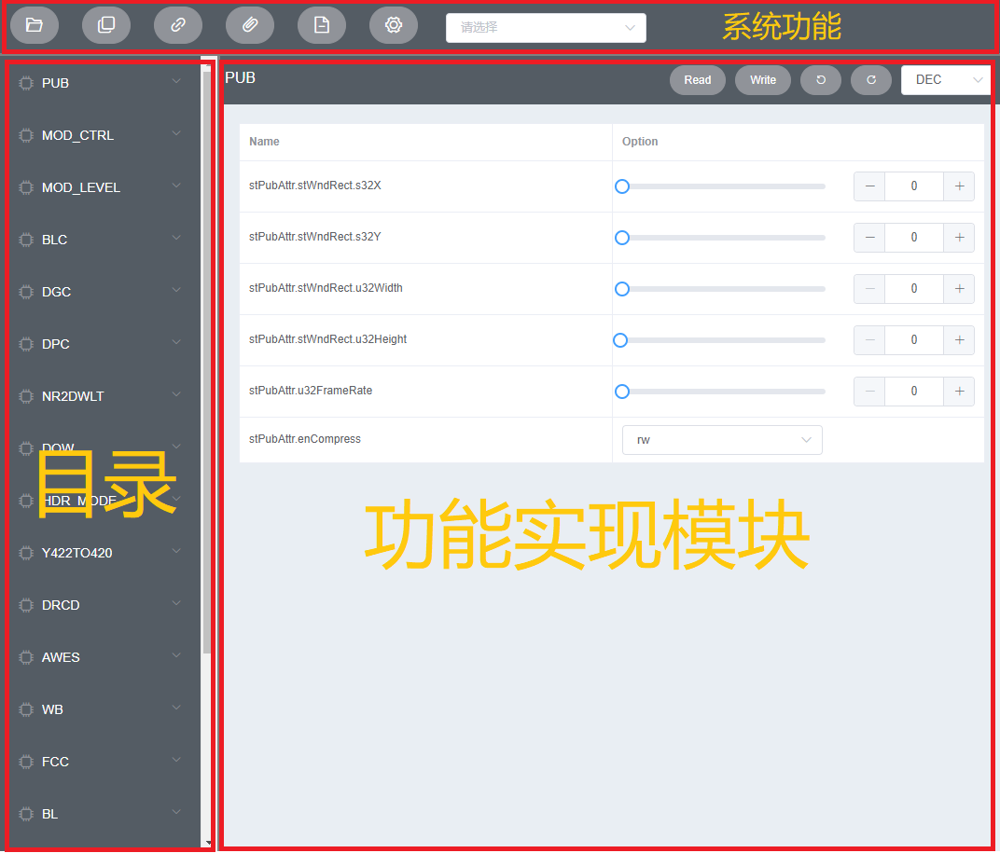 请选择
系统功能
PUB
MOD_CTRL
MOD_LEVEL
BLC
DGC
DPC
NR2DWLT
DOW
HDR_MODE
目录
Y422TO420
DRCD
AWES
WB
FCC
BL
PUB
Read
Write
DEC
Name Option
stPubAttr.stWndRect.s32X 0
stPubAttr.stWndRect.s32Y 0
stPubAttr.stWndRect.u32Width 0
stPubAttr.stWndRect.u32Height 0
stPubAttr.u32FrameRate 0
stPubAttr.enCompress rw
功能实现模块